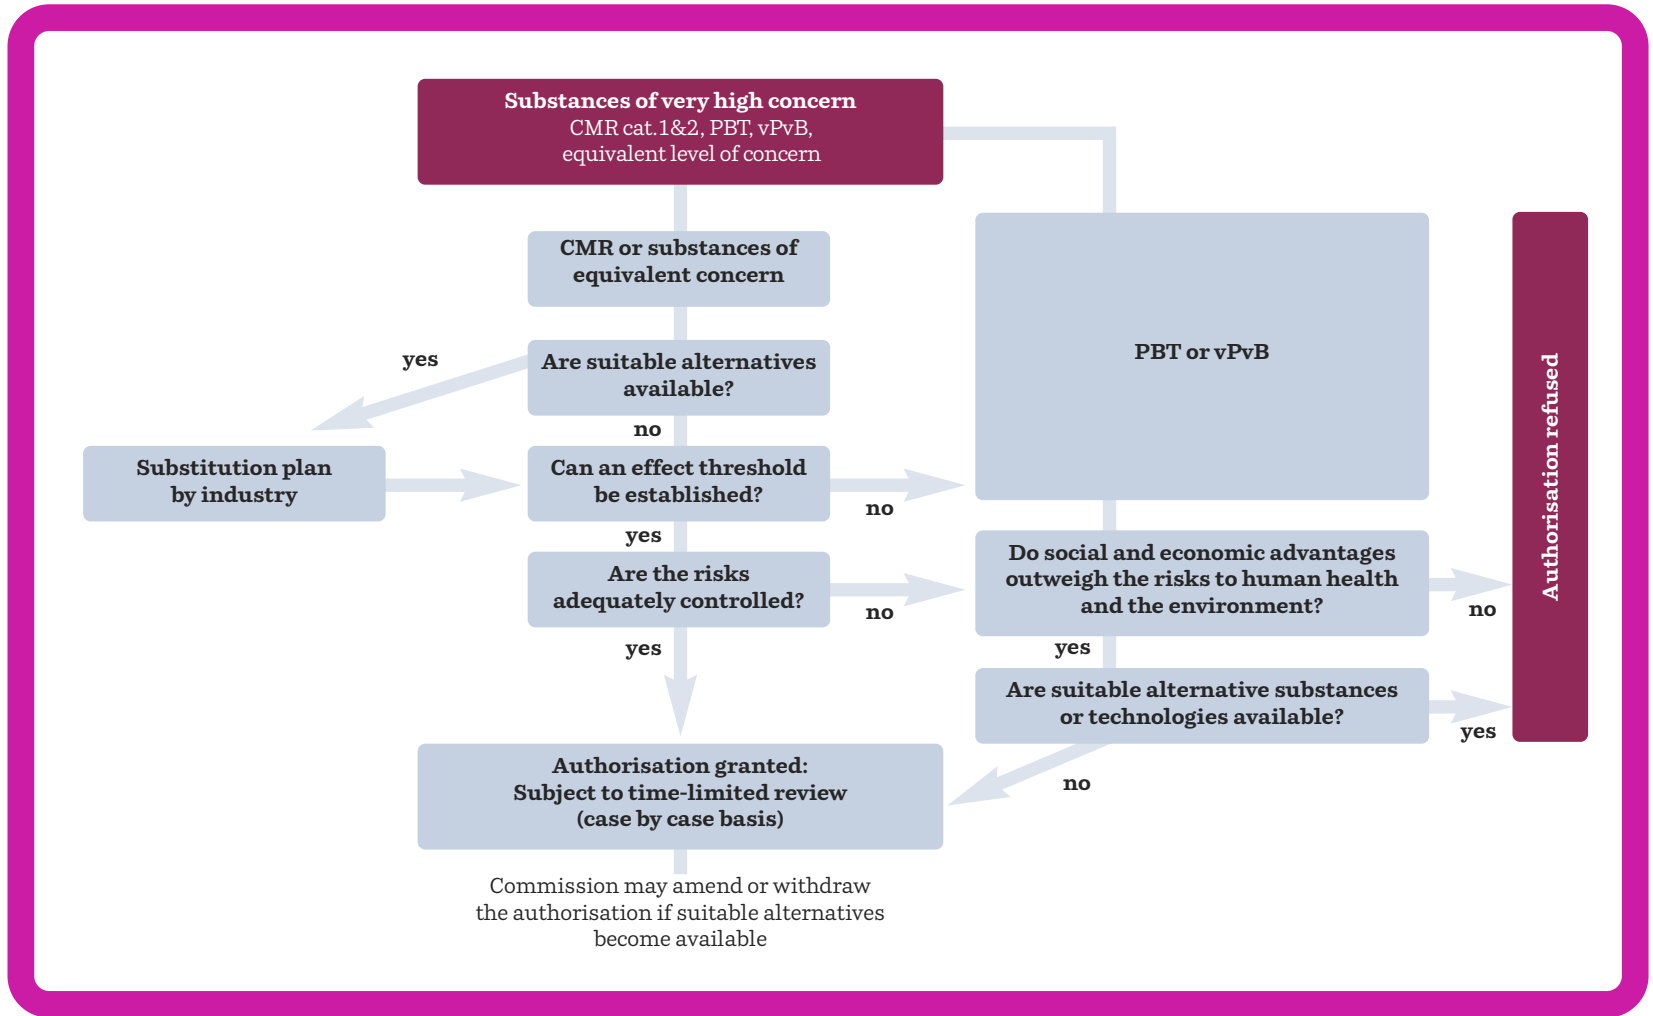 Substances of very high concern
CMR cat.1&2, PBT, vPvB,
equivalent level of concern
CMR or substances of
equivalent concern
PBT or vPvB
Authorisation refused
yes
Are suitable alternatives
available?
no
Substitution plan
by industry
Can an effect threshold
be established?
no
yes
Are the risks
adequately controlled?
no
Do social and economic advantages
outweigh the risks to human health
and the environment?
no
yes
yes
Are suitable alternative substances
or technologies available?
yes
no
Authorisation granted:
Subject to time-limited review
(case by case basis)
Commission may amend or withdraw
the authorisation if suitable alternatives
become available